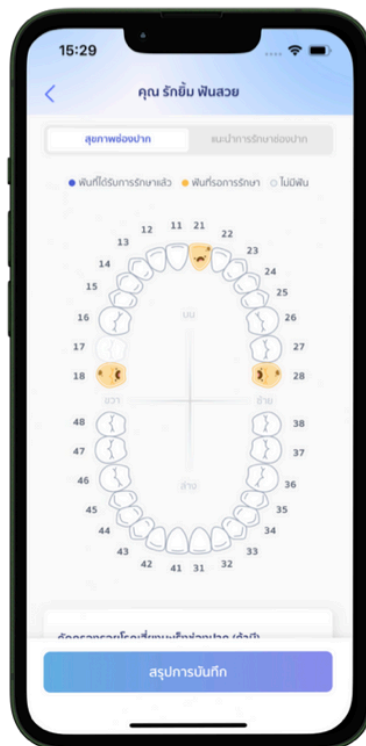 15:29
คุณ รักยิ้ม ฟันสวย
สุขภาพช่องปาก แนะนำการรักษาช่องปาก
ฟันที่ได้รับการรักษาแล้ว ฟันที่รอการรักษา ไม่มีฟัน
12 11 21 22
13 23
14 24
15 25
16 บน 26
17 27
18 28
ขวา ซ้าย
48 38
47 37
46 ล่าง 36
45 35
44 34
43 33
42 41 31 32
สรุปการบันทึก